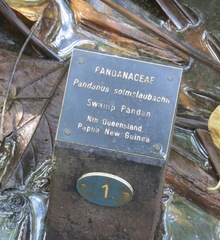 PANDANACEAE
Pandanus solmslaubachii
Swamp Pandan
Nth Queensland,
Papua New Guinea
1